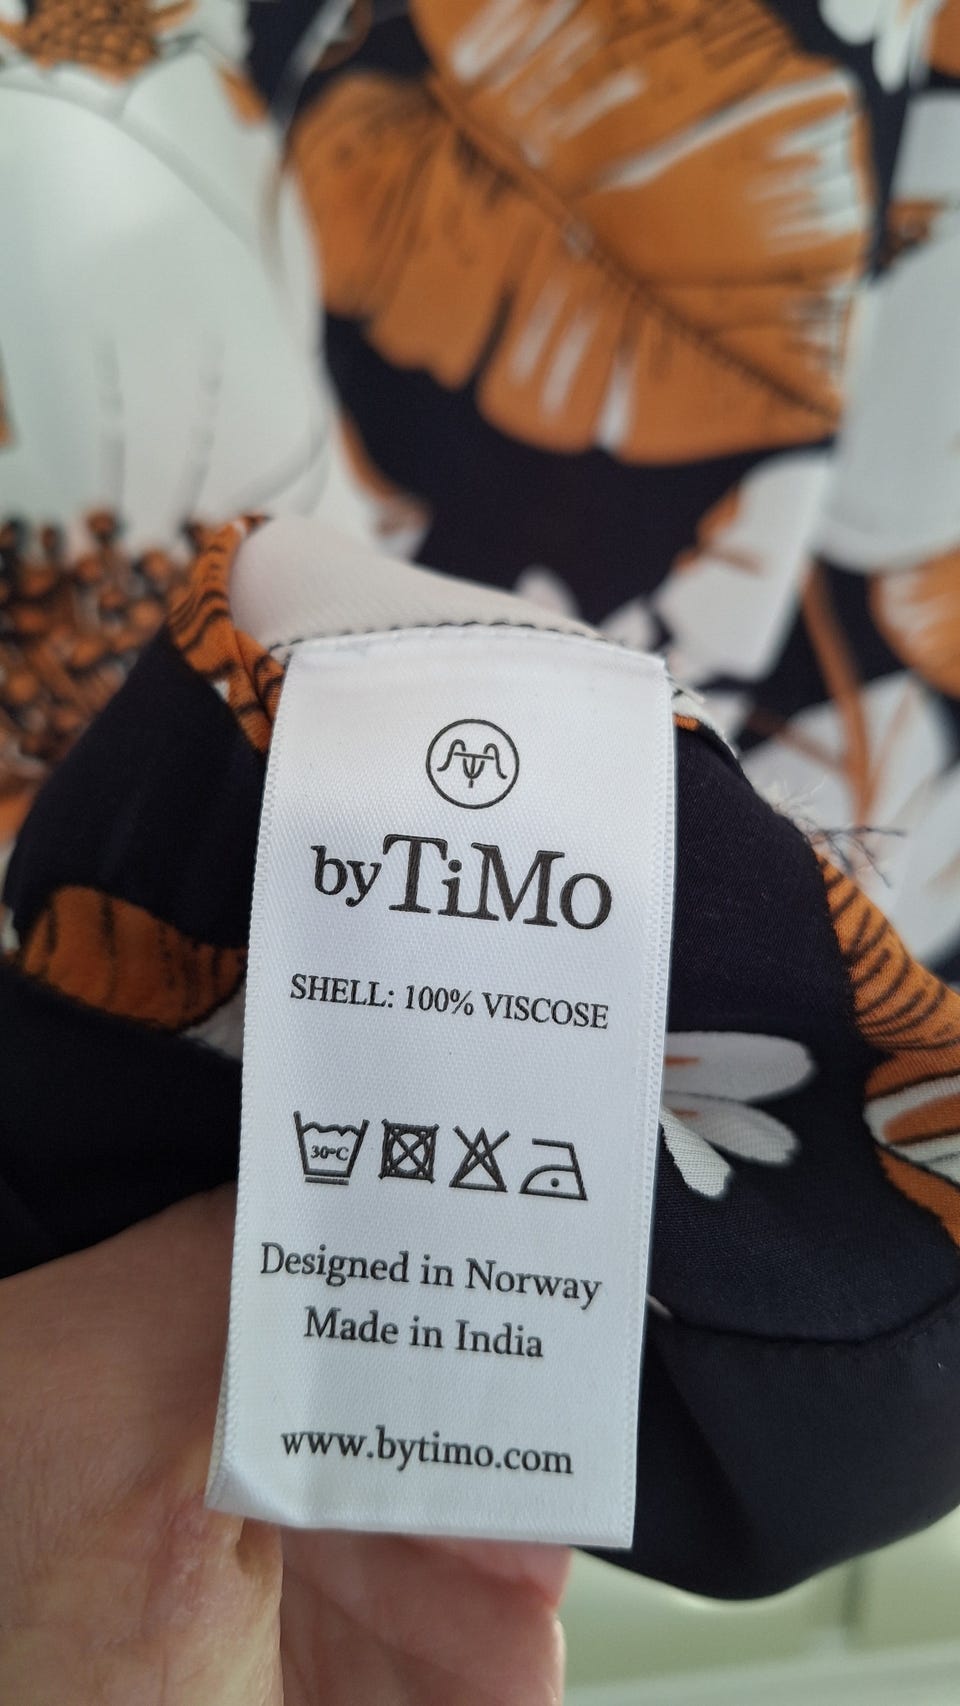 byTiMo
SHELL: 100% VISCOSE
30°C
Designed in Norway
Made in India
www.bytimo.com